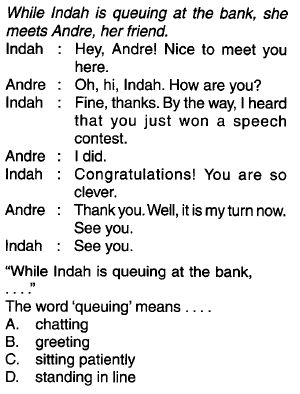 While Indah is queuing at the bank, she
meets Andre, her friend.
Indah : Hey, Andre! Nice to meet you
here.
Andre : Oh, hi, Indah. How are you?
Indah : Fine, thanks. By the way, I heard
that you just won a speech
contest.
Andre : I did.
Indah : Congratulations! You are so
clever.
Andre : Thank you. Well, it is my turn now.
See you.
Indah : See you.
“While Indah is queuing at the bank,
. . . .”
The word ‘queuing’ means . . . .
A. chatting
B. greeting
C. sitting patiently
D. standing in line